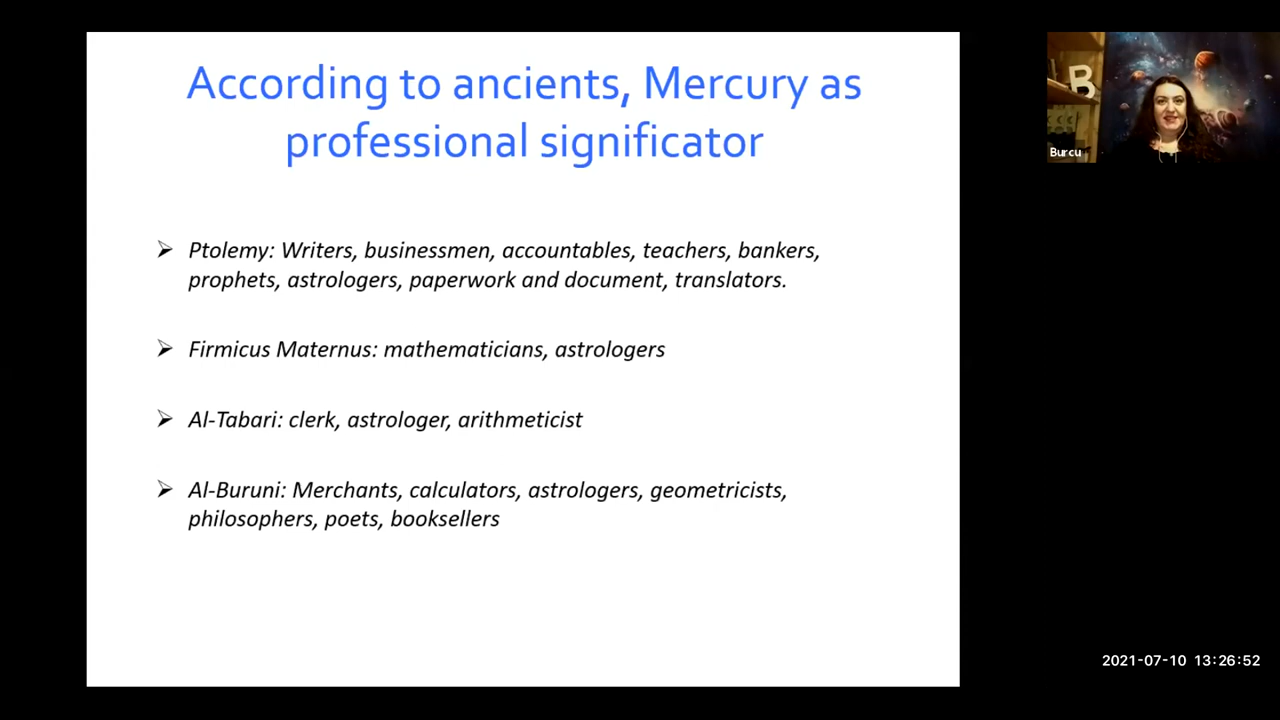 According to ancients, Mercury as
professional significator
Ptolemy: Writers, businessmen, accountables, teachers, bankers,
prophets, astrologers, paperwork and document, translators.
Firmicus Maternus: mathematicians, astrologers
Al-Tabari: clerk, astrologer, arithmeticist
Al-Buruni: Merchants, calculators, astrologers, geometricists,
philosophers, poets, booksellers
B
Burcu
2021-07-10 13:26:52